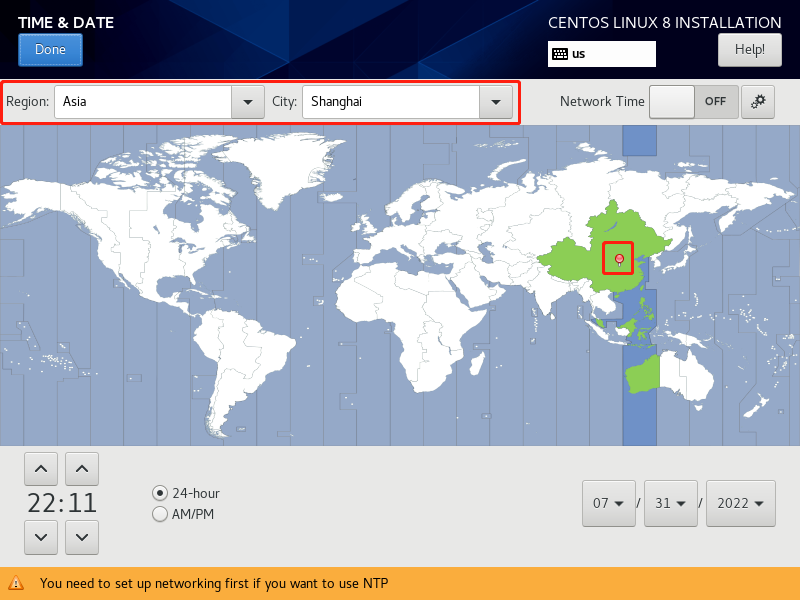 TIME & DATE
CENTOS LINUX 8 INSTALLATION
Done
us
Help!
Region: Asia City: Shanghai Network Time OFF
22:11
24-hour
AM/PM
07 / 31 / 2022
You need to set up networking first if you want to use NTP